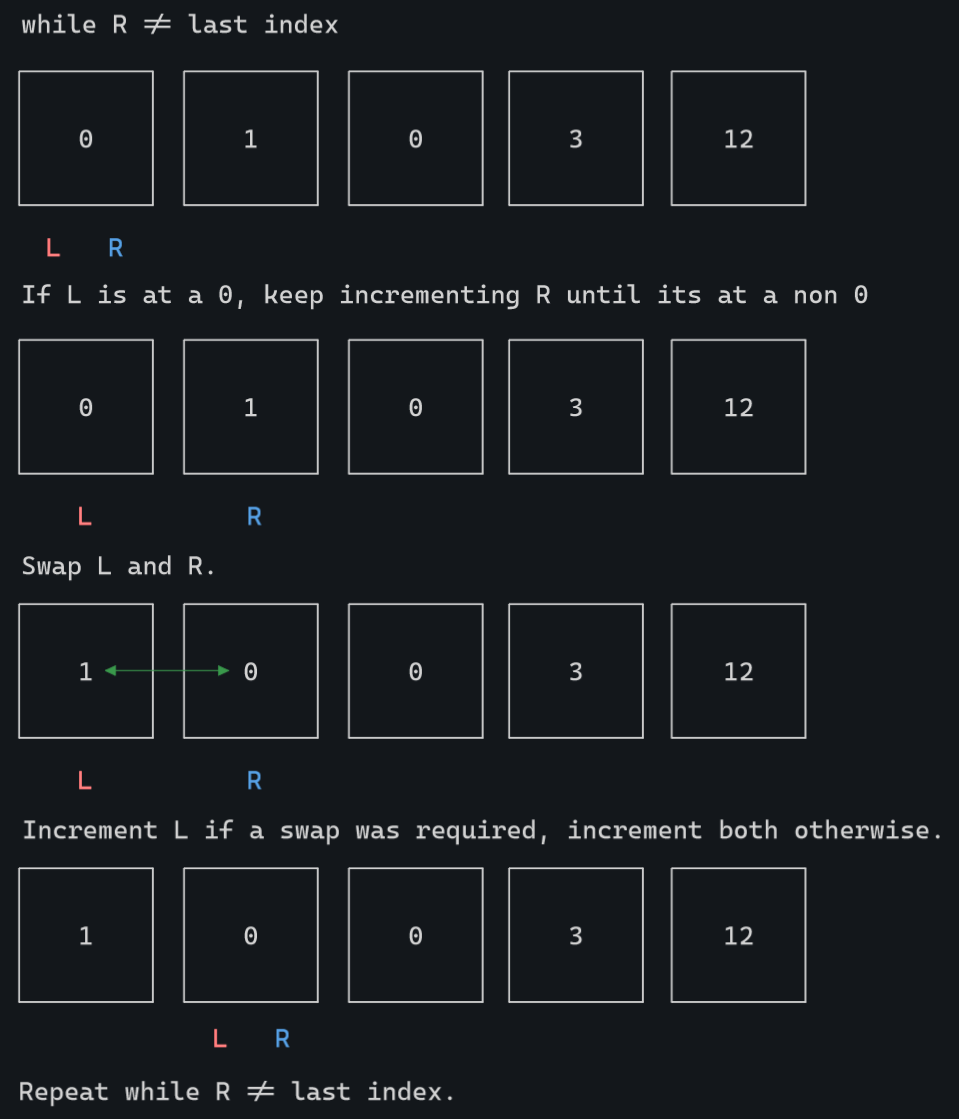 while R ≠ last index
0 1 0 3 12
L R
If L is at a 0, keep incrementing R until its at a non 0
0 1 0 3 12
L R
Swap L and R.
1 0 0 3 12
L R
Increment L if a swap was required, increment both otherwise.
1 0 0 3 12
L R
Repeat while R ≠ last index.